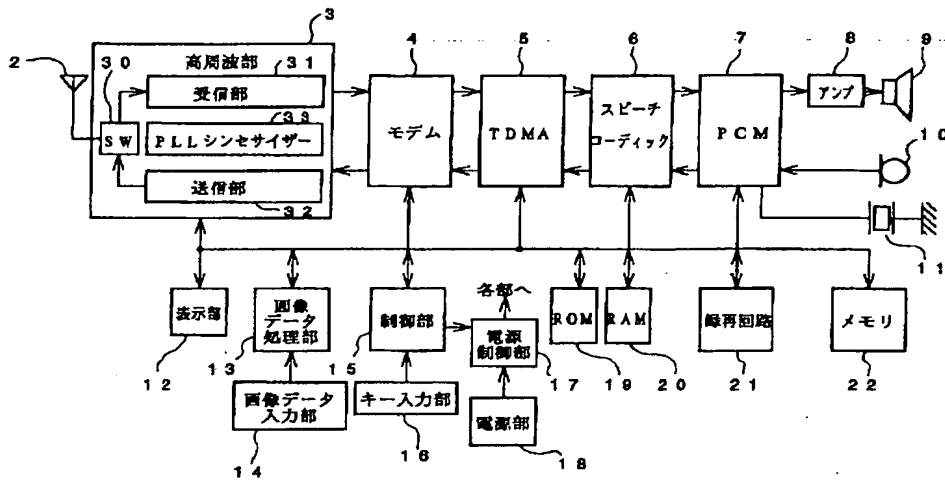 3
4
5
6
7
8
9
2
30
高周波部
31
受信部
33
SW
PLLシンセサイザー
送信部
32
モデム
TDMA
スピーチ
コーディック
PCM
アンプ
10
11
表示部
12
画像
データ
処理部
13
画像データ
入力部
14
制御部
15
キー入力部
16
各部へ
電源
制御部
17
電源部
18
ROM
19
RAM
20
録再回路
21
メモリ
22